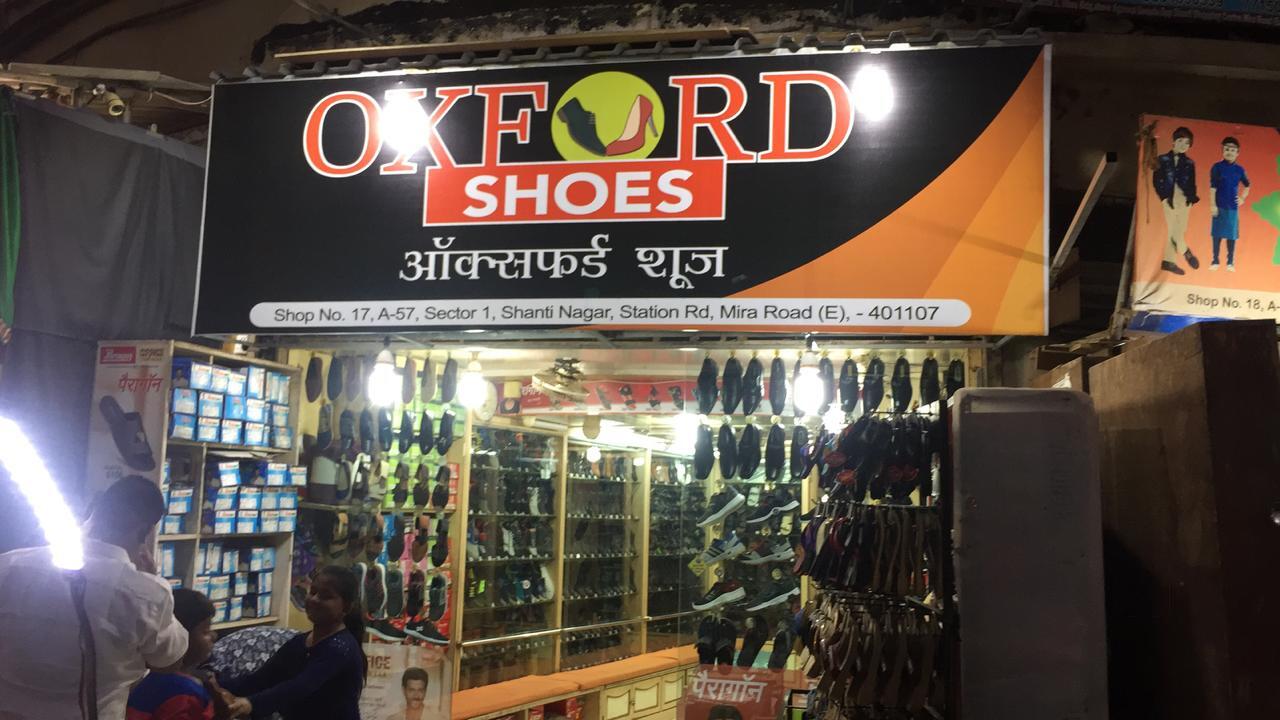 OXFORD
SHOES
ऑक्सफर्ड शूज
Shop No. 17, A-57, Sector 1, Shanti Nagar, Station Rd, Mira Road (E), - 401107
Shop No. 18, A-
पैरागॉन
पैरागॉन